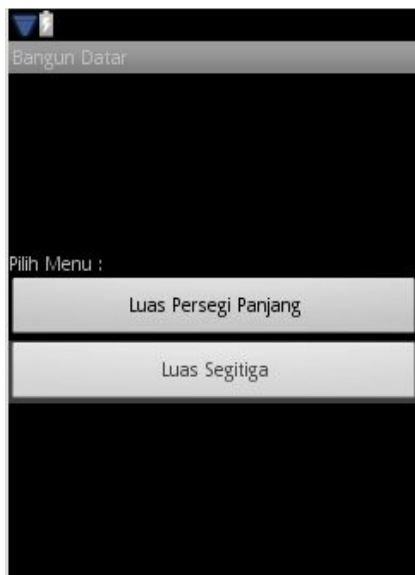 Bangun Datar
Pilih Menu :
Luas Persegi Panjang
Luas Segitiga